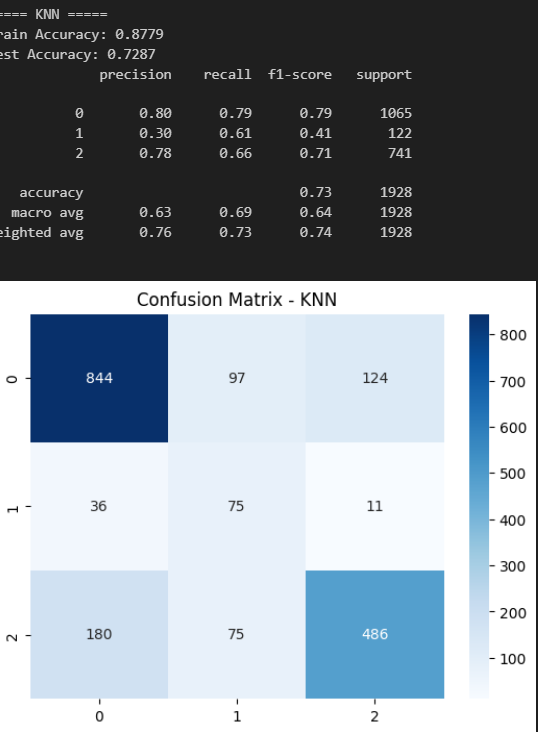 ==== KNN =====
rain Accuracy: 0.8779
est Accuracy: 0.7287
precision recall f1-score support
0 0.80 0.79 0.79 1065
1 0.30 0.61 0.41 122
2 0.78 0.66 0.71 741
accuracy 0.73 1928
macro avg 0.63 0.69 0.64 1928
eighted avg 0.76 0.73 0.74 1928
Confusion Matrix - KNN
0 844 97 124
1 36 75 11
2 180 75 486
0 1 2
800
700
600
500
400
300
200
100